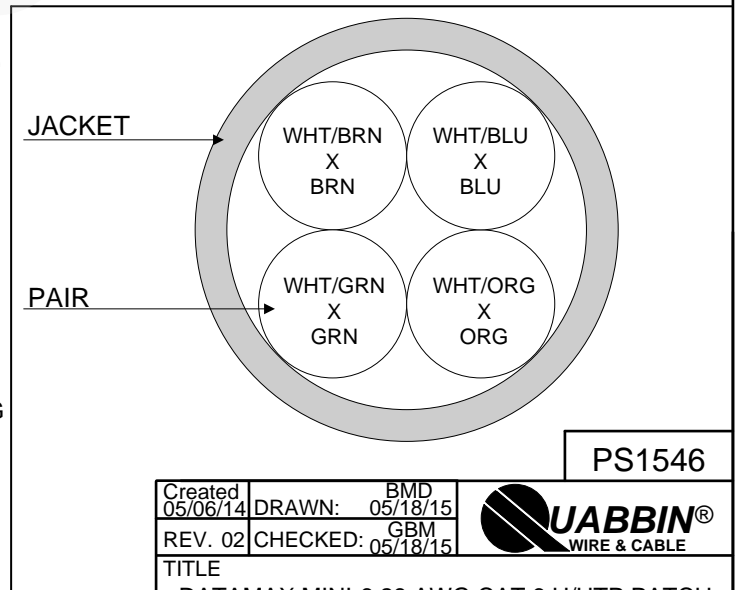 JACKET
WHT/BRN
X
BRN
WHT/BLU
X
BLU
PAIR
WHT/GRN
X
GRN
WHT/ORG
X
ORG
G
PS1546
Created
05/06/14
DRAWN:
BMD
05/18/15
REV. 02
CHECKED:
GBM
05/18/15
QUABBIN®
WIRE & CABLE
TITLE